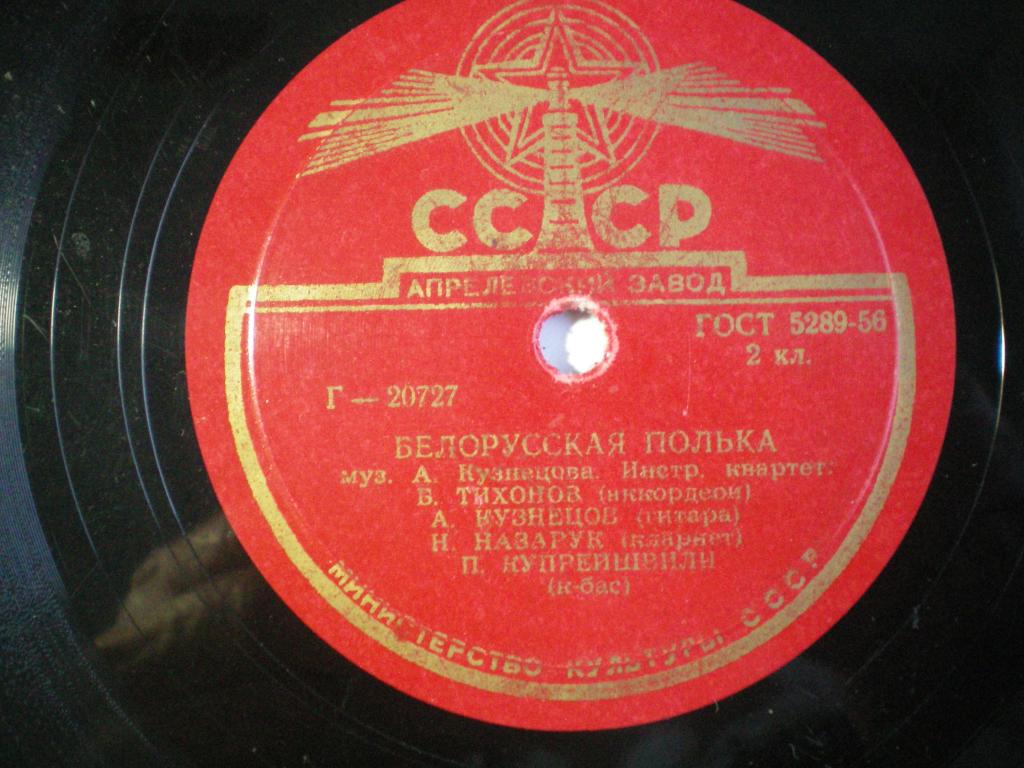 СССР
АПРЕЛЕВСКИЙ ЗАВОД
ГОСТ 5289-56
2 кл.
Г — 20727
БЕЛОРУССКАЯ ПОЛЬКА
муз. А. Кузнецова. Инстр. квартет:
Б. ТИХОНОВ (аккордеон)
А. КУЗНЕЦОВ (гитара)
Н. НАЗАРУК (кларнет)
П. КУПРЕЙШВИЛИ
(к-бас)
МИНИСТЕРСТВО КУЛЬТУРЫ СССР